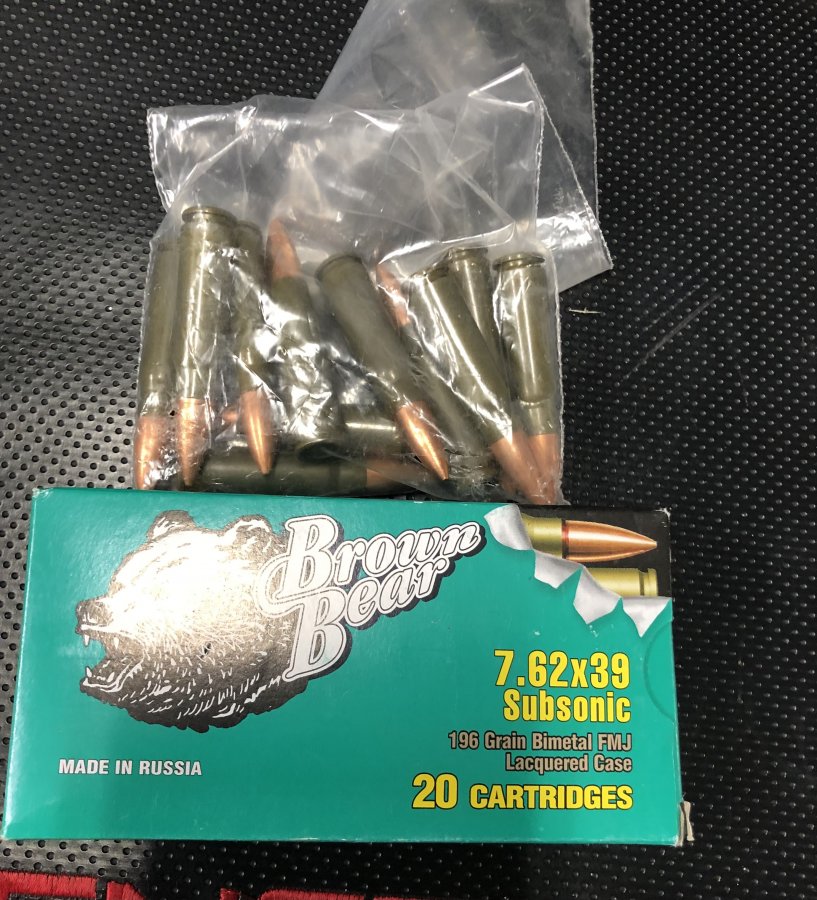 Brown
Bear
7.62x39
Subsonic
196 Grain Bimetal FMJ
Lacquered Case
MADE IN RUSSIA
20 CARTRIDGES